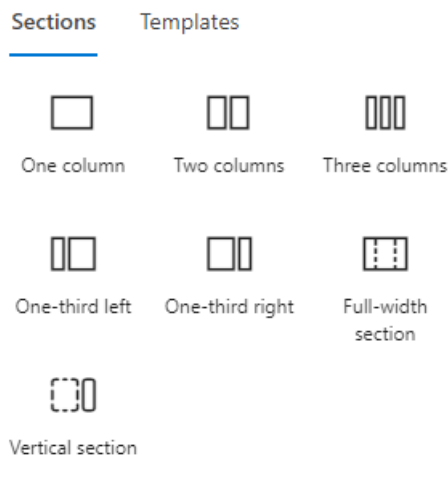 Sections Templates
One column Two columns Three columns
One-third left One-third right Full-width
section
Vertical section